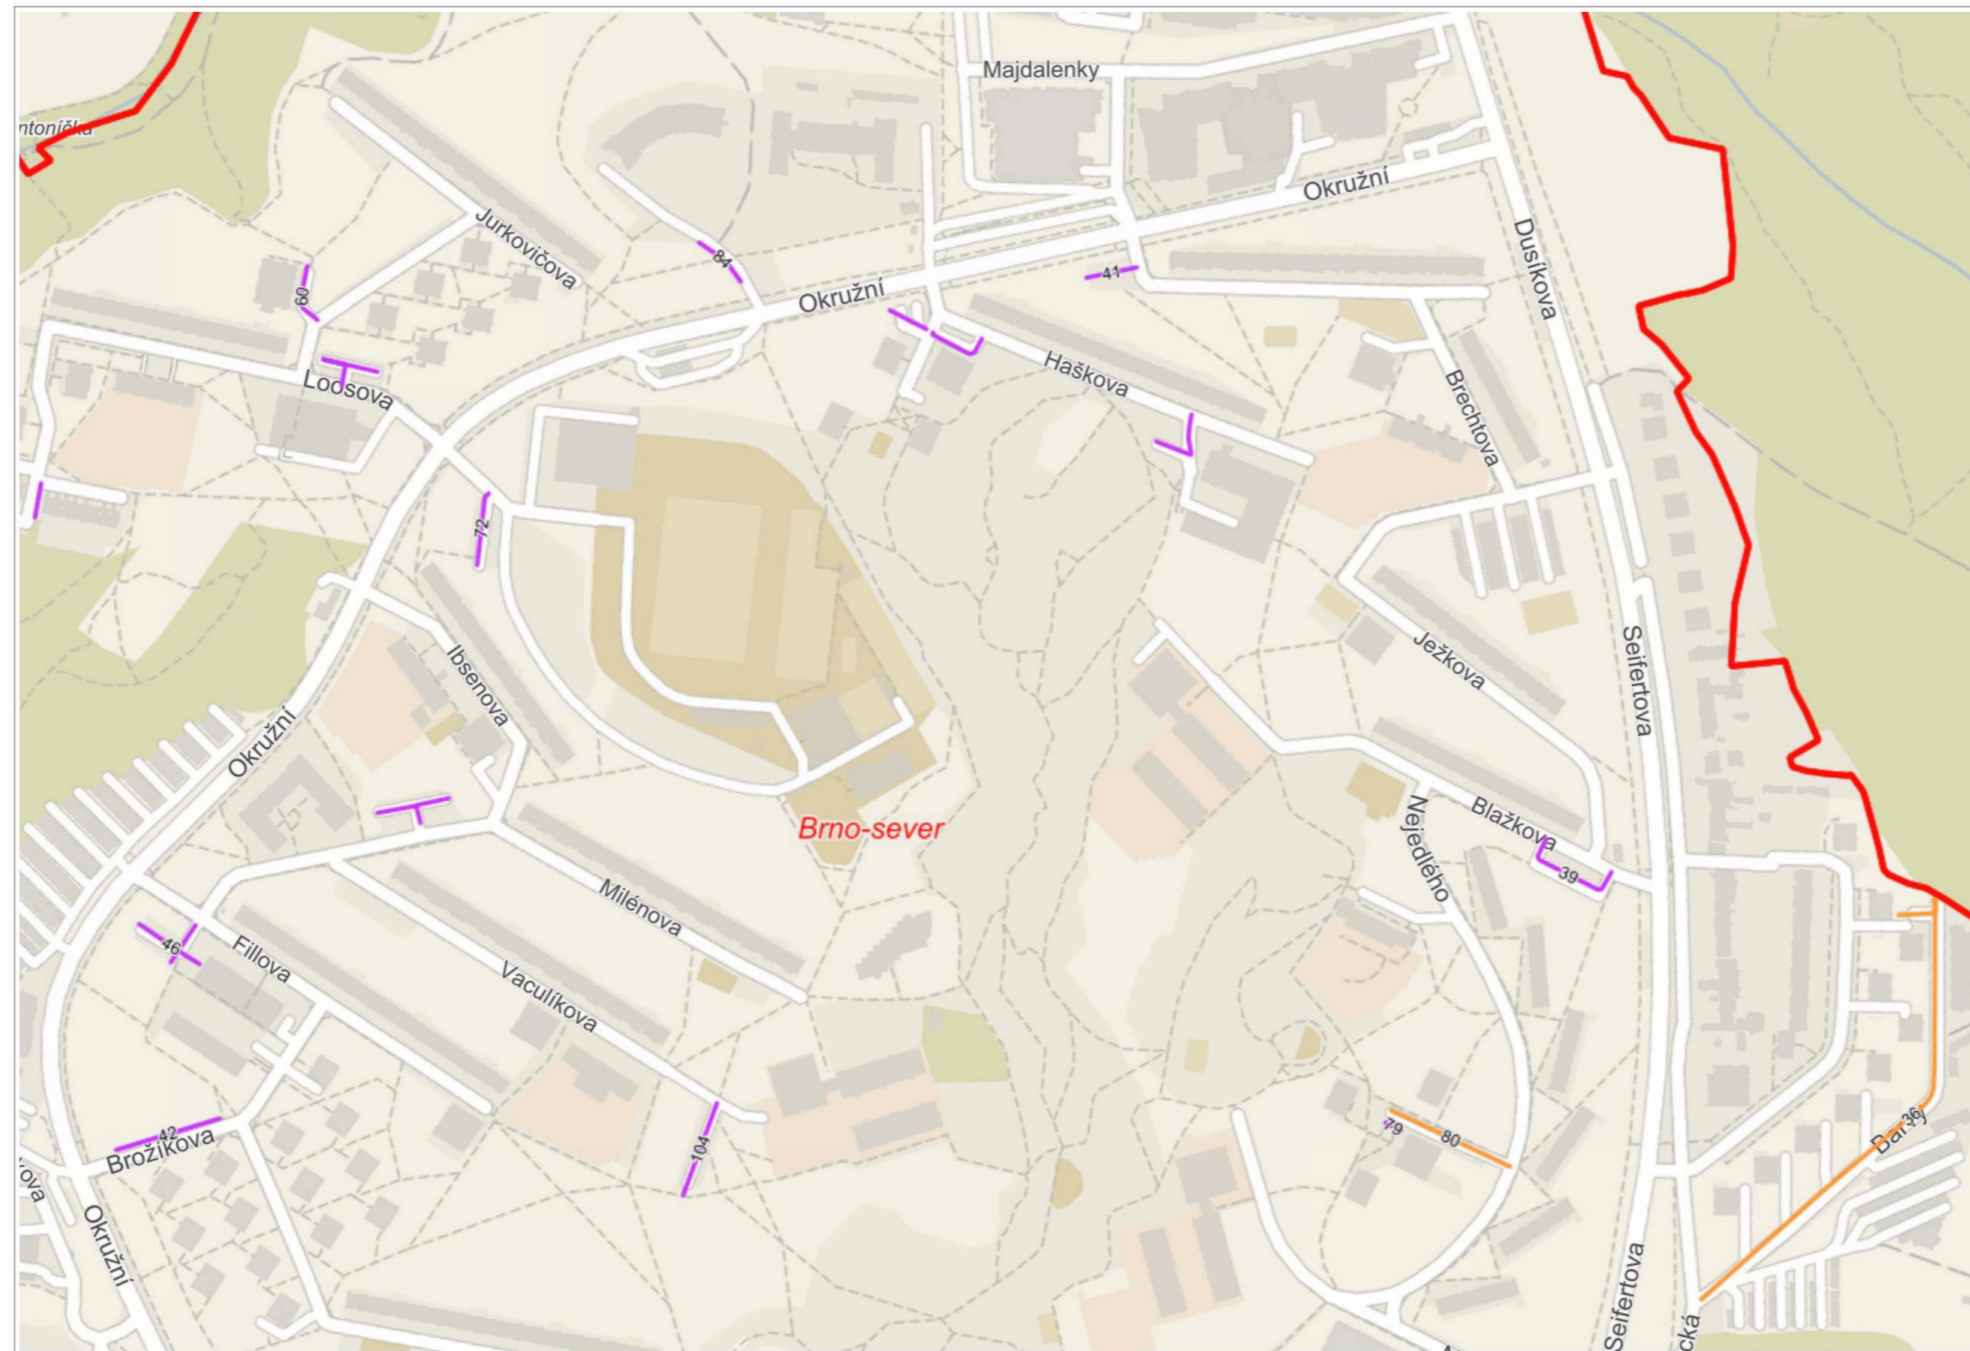 Majdalenky
ntoníčka
Okružní
Jurkovičova
Dusíkova
84
41
60
Okružní
Haškova
Loosova
Brechtova
72
Ježkova
Seifertova
Ibsenova
Okružní
Brno-sever
Nejedlého
Blažkova
39
Milénova
46
Fillova
Vaculíkova
36
42
Brožíkova
104
79
80
Okružní
Seifertova
cká